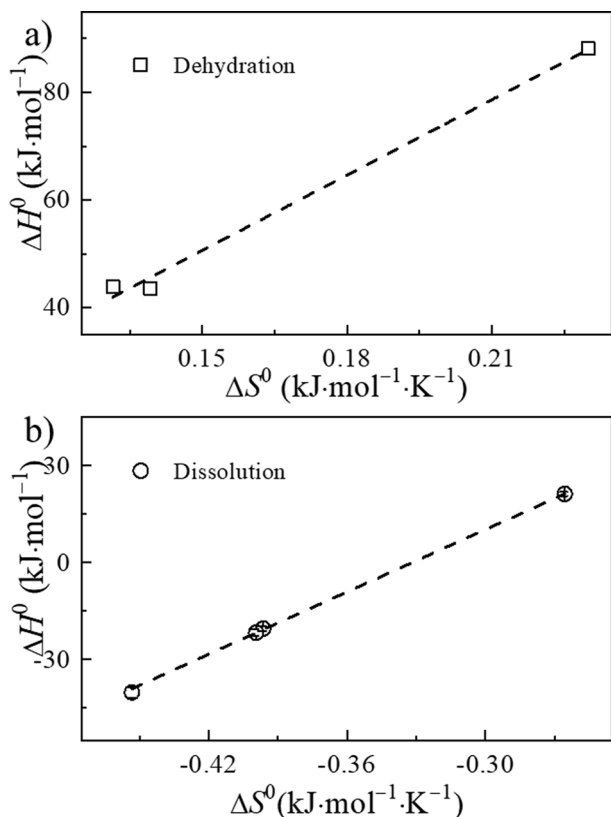 a)
Dehydration
80
60
40
ΔH⁰ (kJ·mol⁻¹)
0.15 0.18 0.21
ΔS⁰ (kJ·mol⁻¹·K⁻¹)
b)
Dissolution
30
0
-30
ΔH⁰ (kJ·mol⁻¹)
-0.42 -0.36 -0.30
ΔS⁰(kJ·mol⁻¹·K⁻¹)